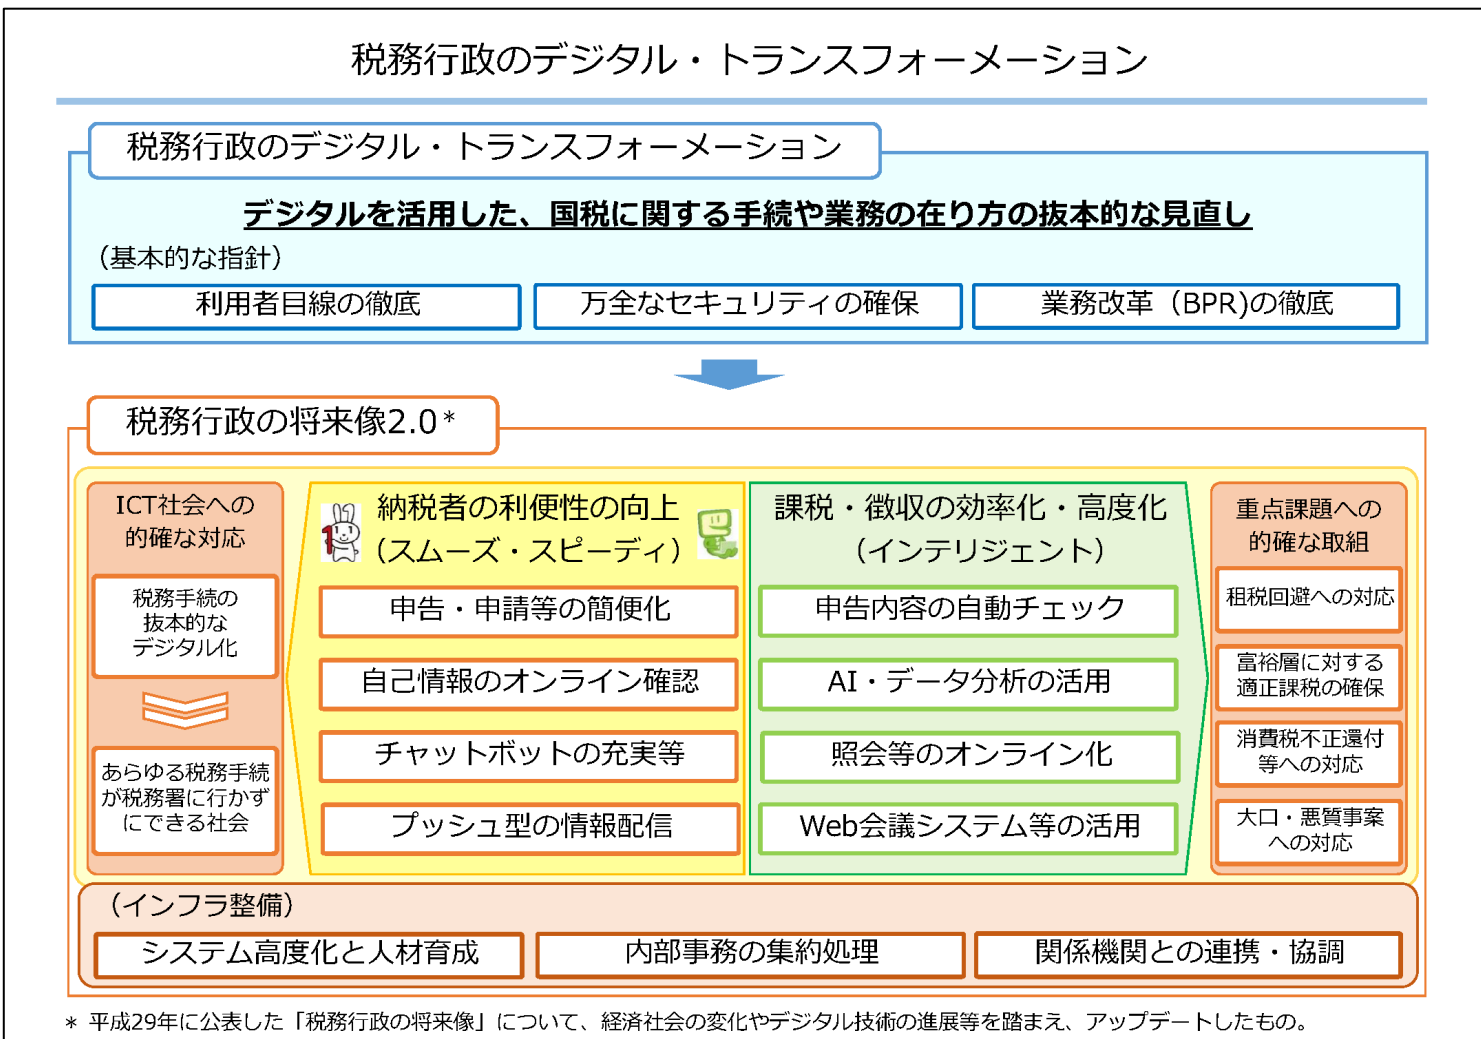 税務行政のデジタル・トランスフォーメーション
税務行政のデジタル・トランスフォーメーション
デジタルを活用した、国税に関する手続や業務の在り方の抜本的な見直し
（基本的な指針）
利用者目線の徹底
万全なセキュリティの確保
業務改革（BPR)の徹底
税務行政の将来像2.0*
ICT社会への
的確な対応
税務手続の
抜本的な
デジタル化
あらゆる税務手続
が税務署に行かず
にできる社会
納税者の利便性の向上
（スムーズ・スピーディ）
申告・申請等の簡便化
自己情報のオンライン確認
チャットボットの充実等
プッシュ型の情報配信
課税・徴収の効率化・高度化
（インテリジェント）
申告内容の自動チェック
AI・データ分析の活用
照会等のオンライン化
Web会議システム等の活用
重点課題への
的確な取組
租税回避への対応
富裕層に対する
適正課税の確保
消費税不正還付
等への対応
大口・悪質事案
への対応
（インフラ整備）
システム高度化と人材育成
内部事務の集約処理
関係機関との連携・協調
* 平成29年に公表した「税務行政の将来像」について、経済社会の変化やデジタル技術の進展等を踏まえ、アップデートしたもの。